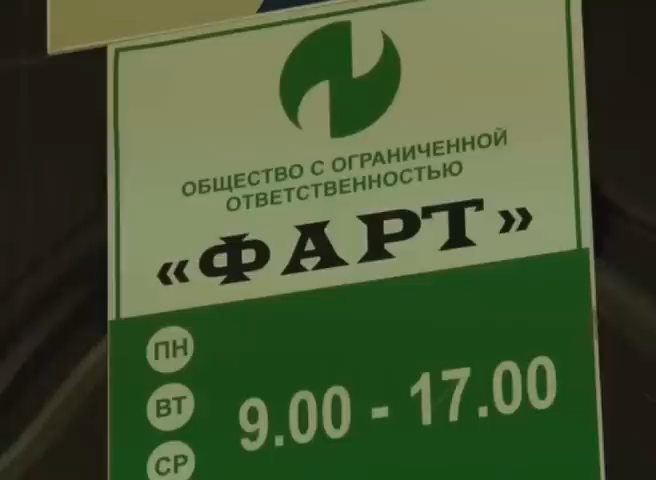 ОБЩЕСТВО С ОГРАНИЧЕННОЙ
ОТВЕТСТВЕННОСТЬЮ
«ФАРТ»
ПН
ВТ
9.00 - 17.00
СР